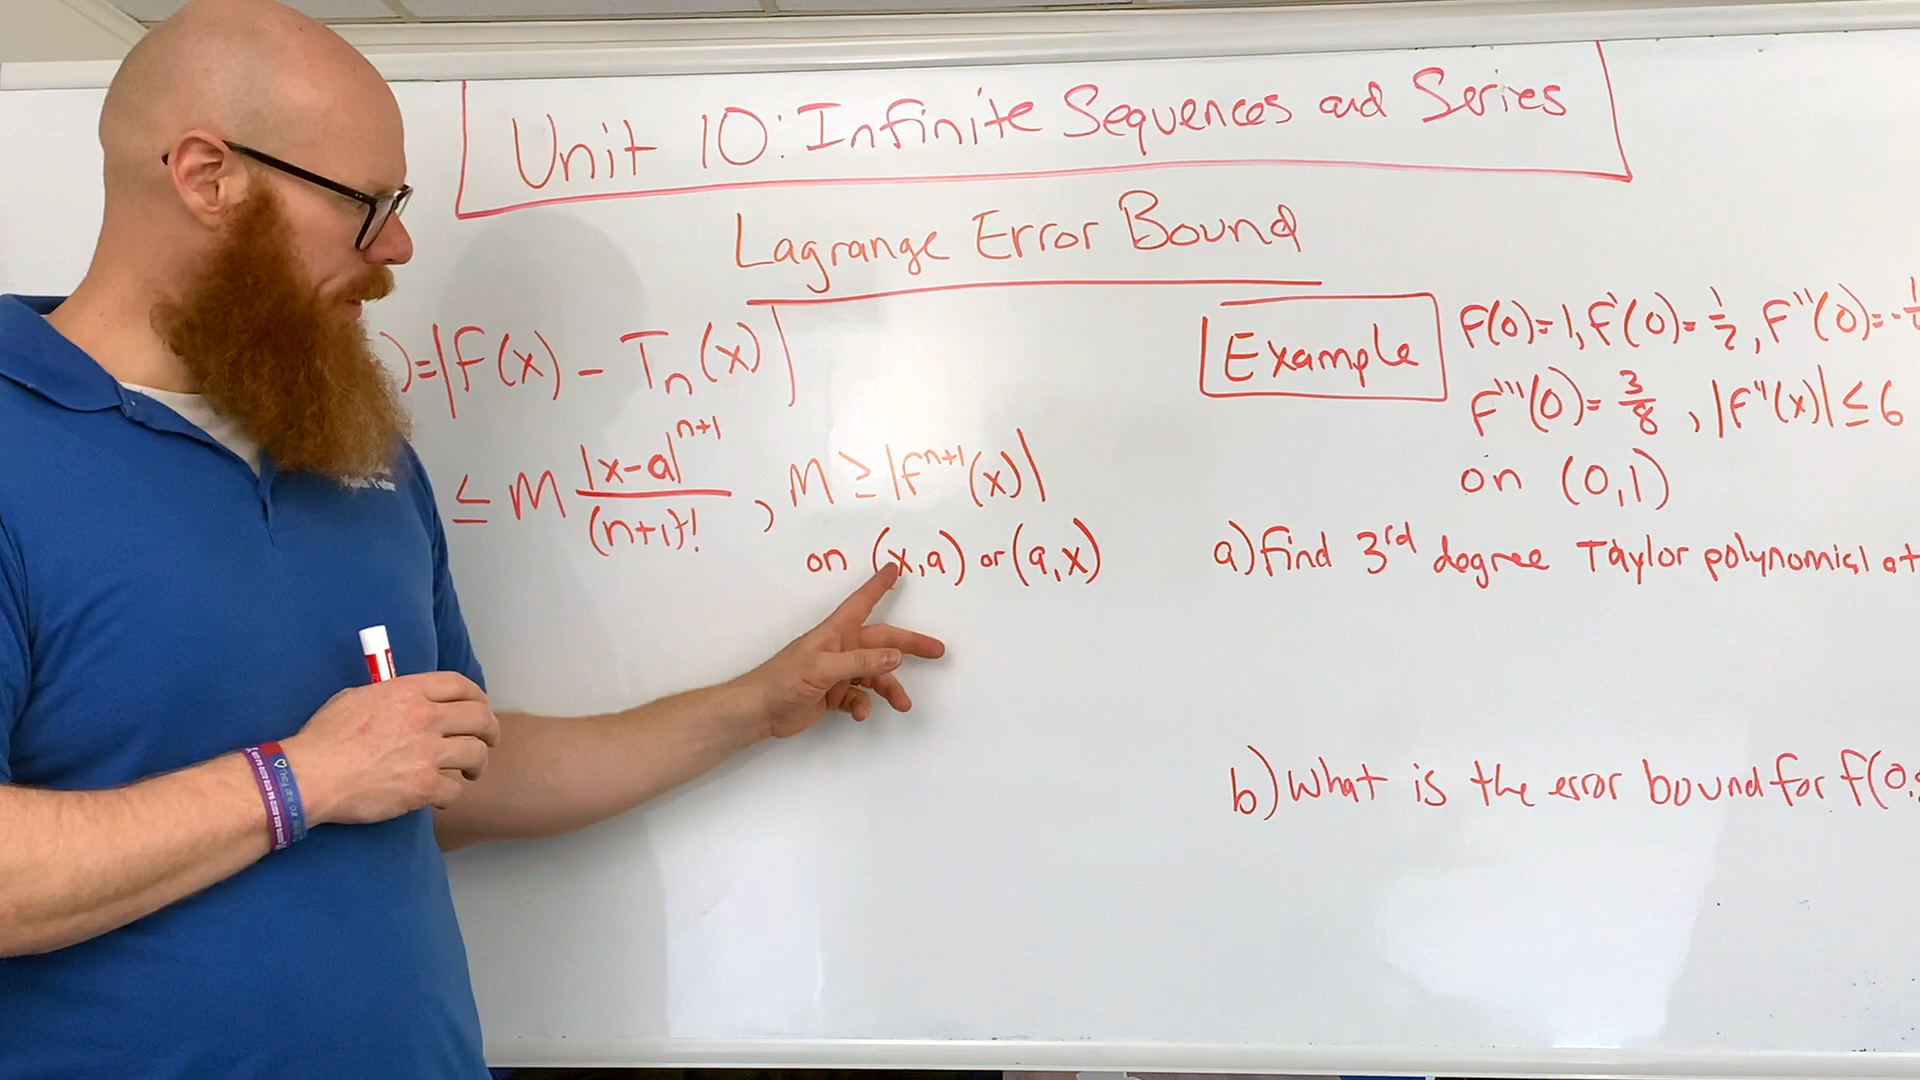 Unit 10: Infinite Sequences and Series
Lagrange Error Bound
)=|f(x) - Tn(x)|
≤ M |x-a|^{n+1} / (n+1)! , M ≥ |f^{n+1}(x)|
on (x,a) or (a,x)
Example
f(0)=1, f'(0)=1/2, f''(0)=-
f'''(0)=3/8, |f⁗(x)| ≤ 6
on (0,1)
a) find 3rd degree Taylor polynomial at
b) What is the error bound for f(0.